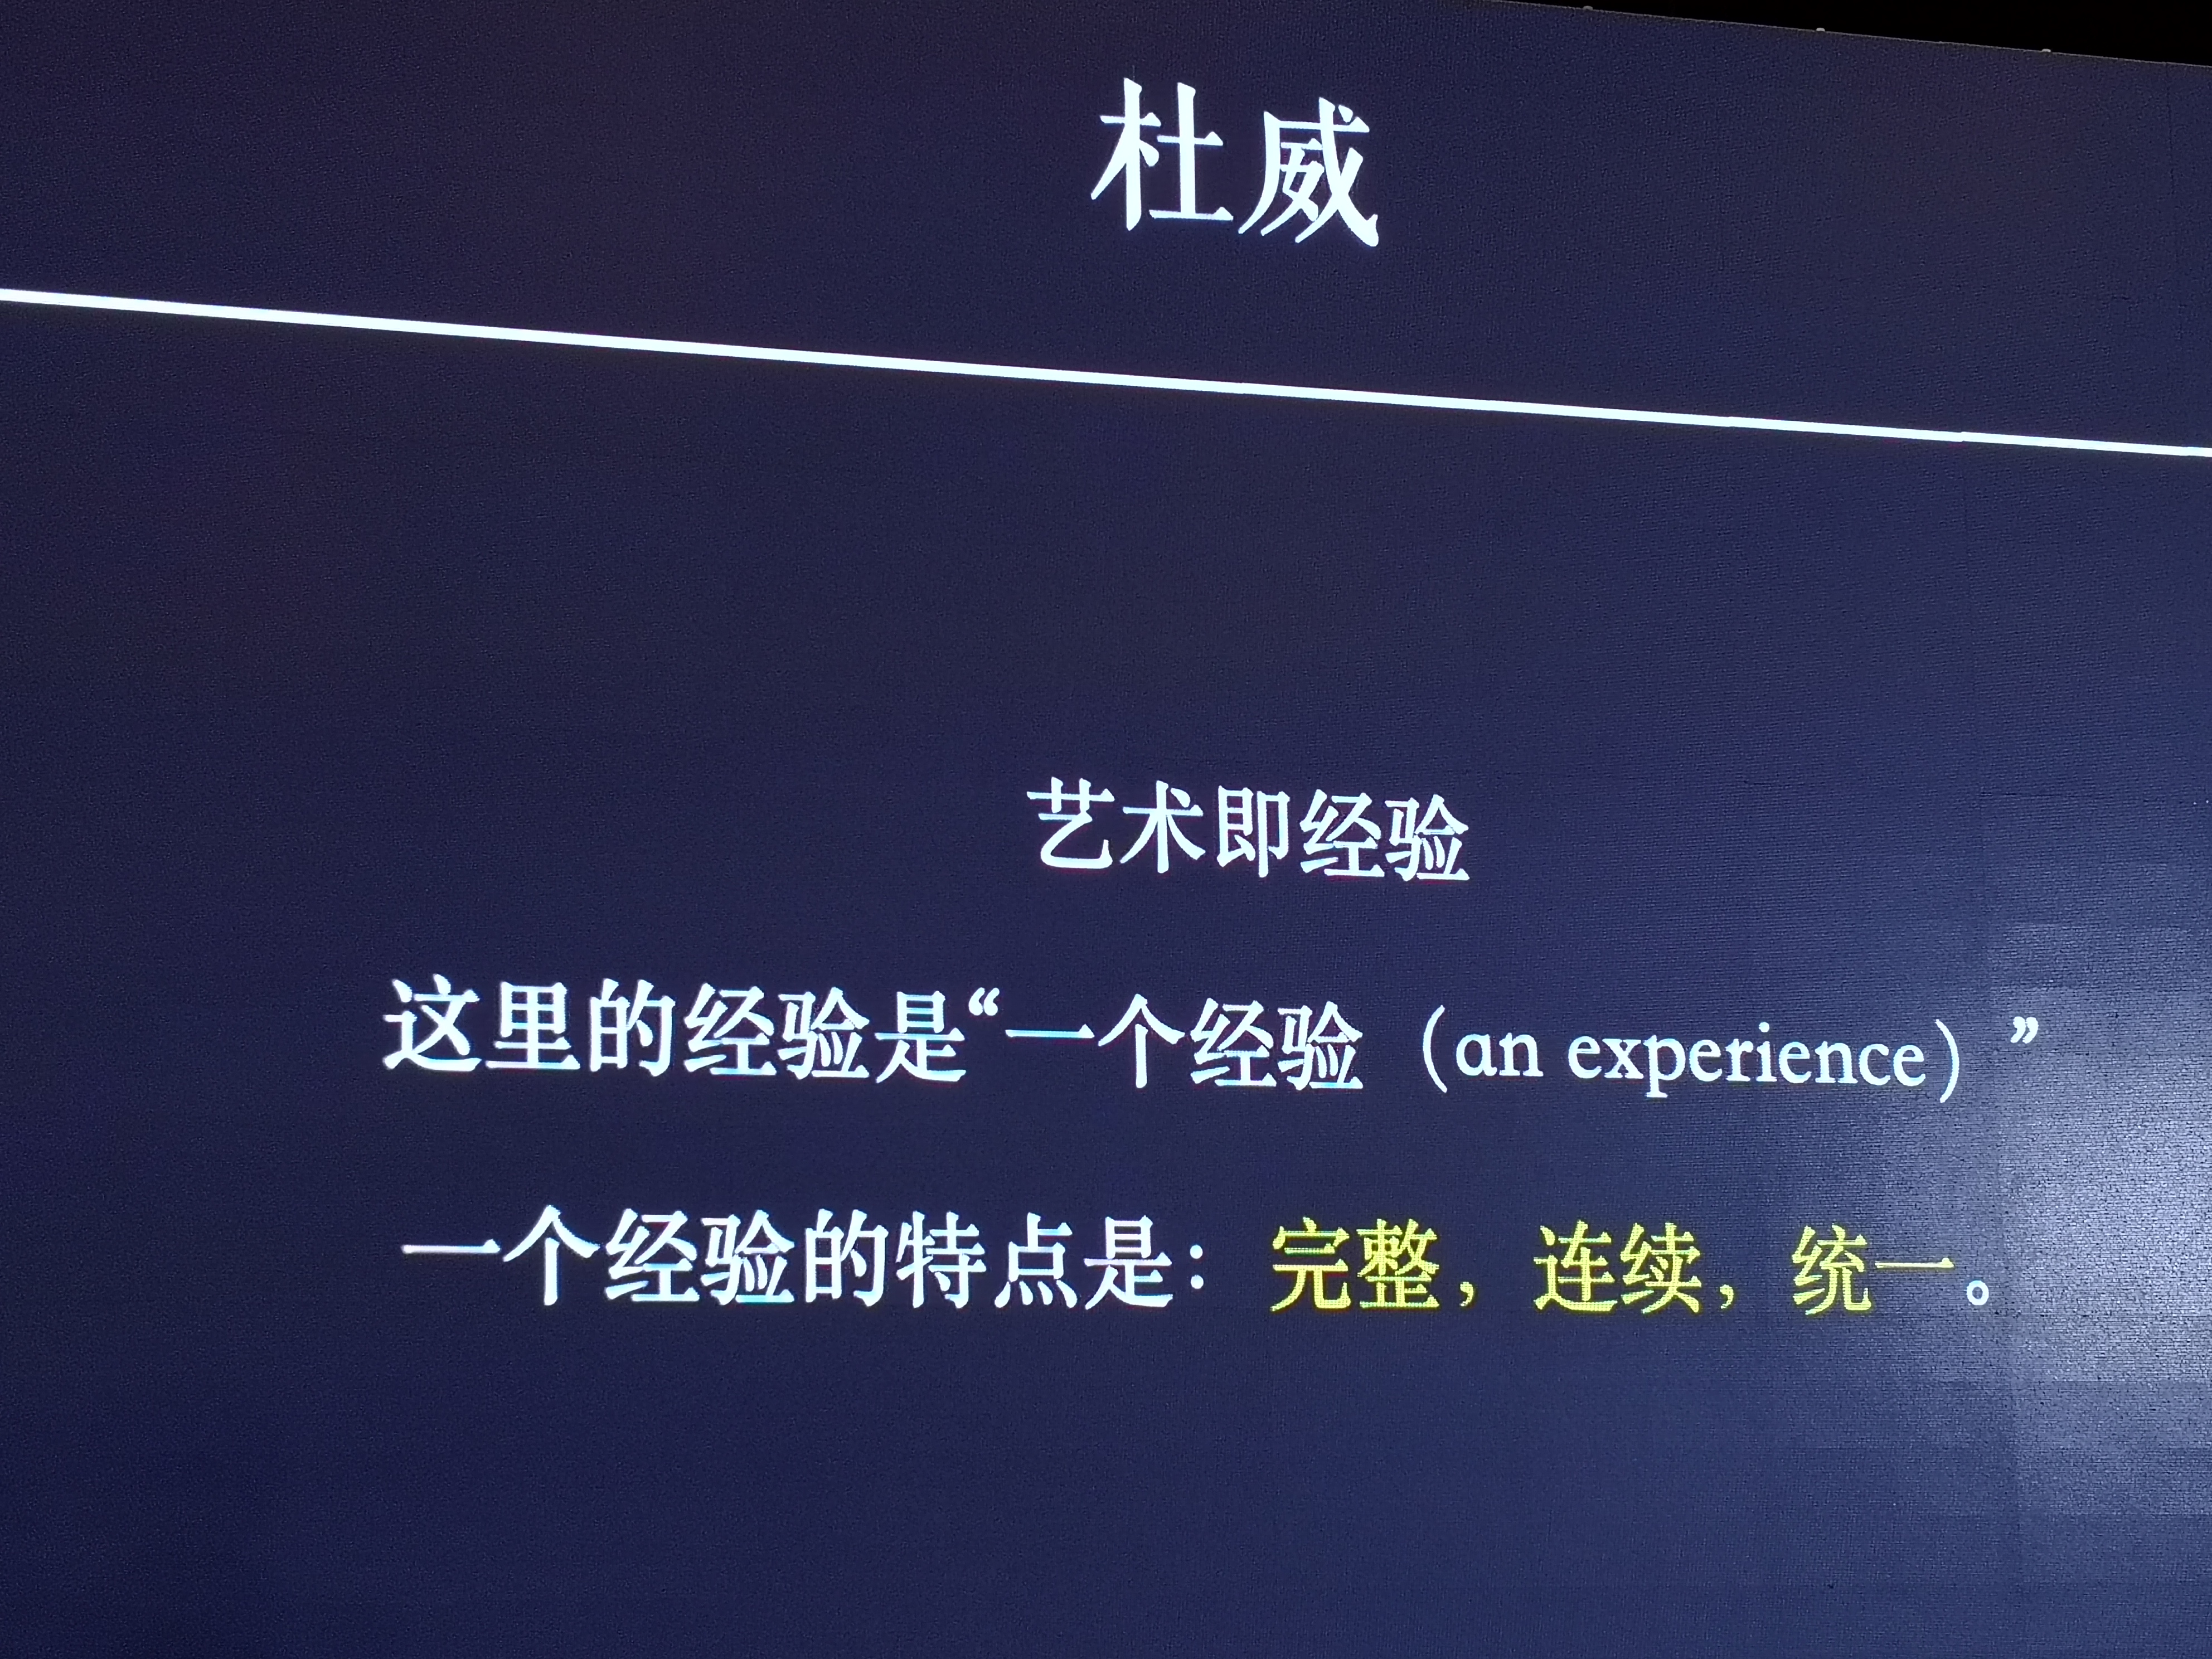 杜威
艺术即经验
这里的经验是“一个经验（an experience）”
一个经验的特点是：完整，连续，统一。